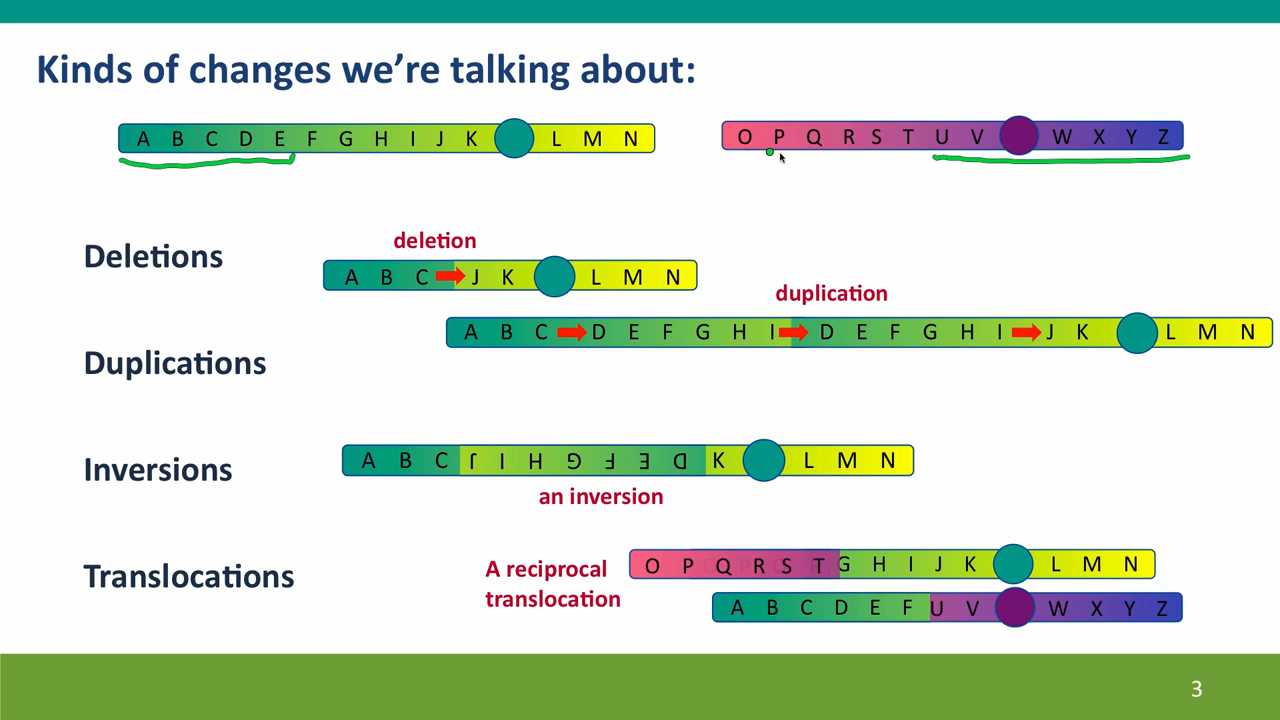 Kinds of changes we’re talking about:
A B C D E F G H I J K L M N
O P Q R S T U V W X Y Z
Deletions
deletion
A B C J K L M N
duplication
A B C D E F G H I D E F G H I J K L M N
Duplications
Inversions
A B C J I H G F E D K L M N
an inversion
Translocations
A reciprocal
translocation
O P Q R S T G H I J K L M N
A B C D E F U V W X Y Z
3